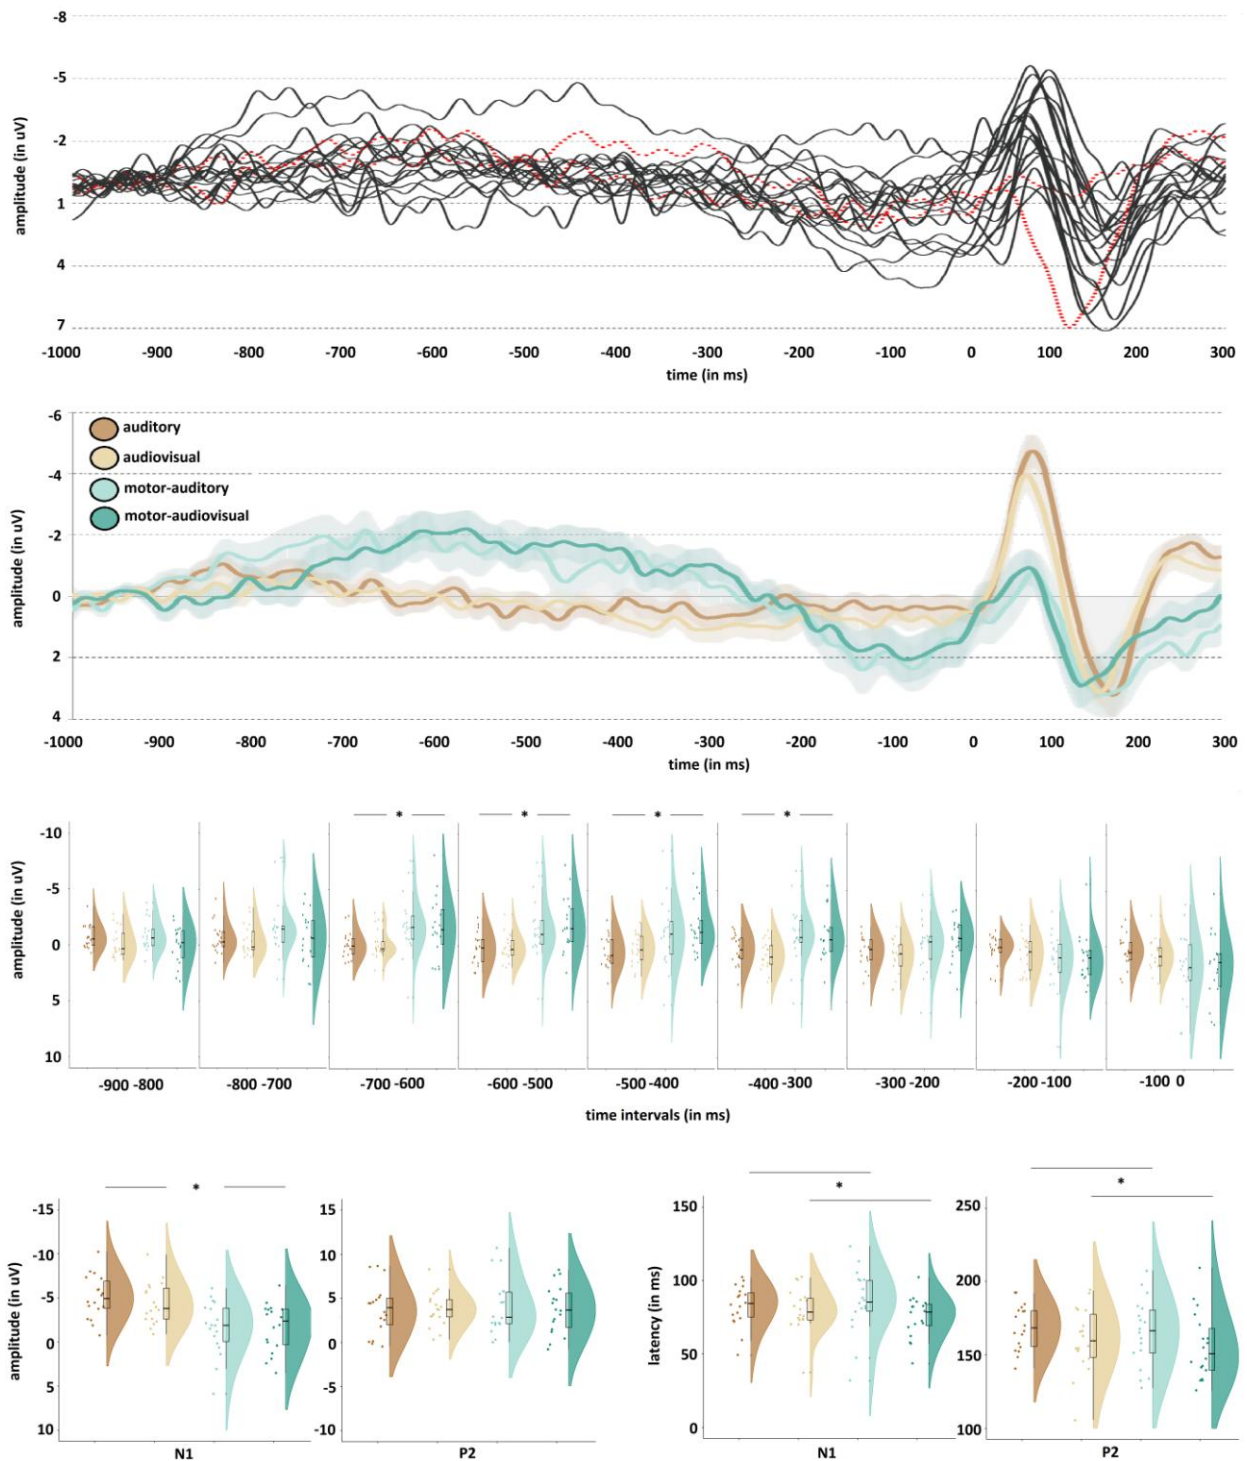 -8
-5
-2
1
4
7
amplitude (in uV)
-1000 -900 -800 -700 -600 -500 -400 -300 -200 -100 0 100 200 300
time (in ms)
-6
-4
-2
0
2
4
amplitude (in uV)
auditory
audiovisual
motor-auditory
motor-audiovisual
-1000 -900 -800 -700 -600 -500 -400 -300 -200 -100 0 100 200 300
time (in ms)
* * * *
-10
-5
0
5
10
amplitude (in uV)
-900 -800 -800 -700 -700 -600 -600 -500 -500 -400 -400 -300 -300 -200 -200 -100 -100 0
time intervals (in ms)
*
-15
-10
-5
0
5
10
amplitude (in uV)
N1
15
10
5
0
-5
-10
P2
*
150
100
50
0
latency (in ms)
N1
*
250
200
150
100
P2